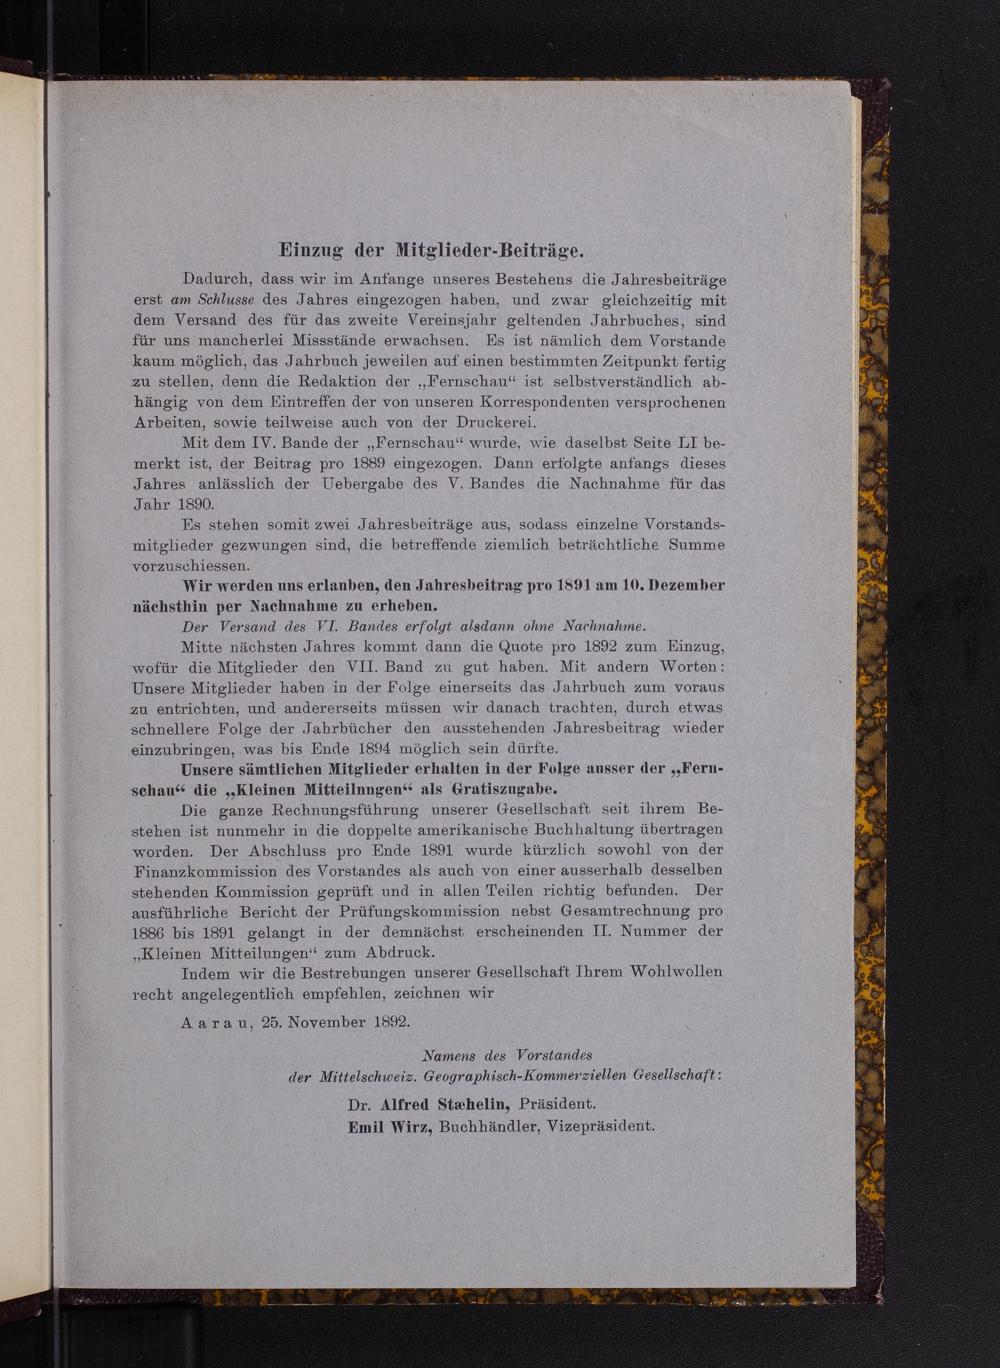 Einzug der Mitglieder-Beiträge.
Dadurch, dass wir im Anfange unseres Bestehens die Jahresbeiträge
erst am Schlusse des Jahres eingezogen haben, und zwar gleichzeitig mit
dem Versand des für das zweite Vereinsjahr geltenden Jahrbuches, sind
für uns mancherlei Missstände erwachsen. Es ist nämlich dem Vorstande
kaum möglich, das Jahrbuch jeweilen auf einen bestimmten Zeitpunkt fertig
zu stellen, denn die Redaktion der „Fernschau“ ist selbstverständlich ab-
hängig von dem Eintreffen der von unseren Korrespondenten versprochenen
Arbeiten, sowie teilweise auch von der Druckerei.
Mit dem IV. Bande der „Fernschau“ wurde, wie daselbst Seite LI be-
merkt ist, der Beitrag pro 1889 eingezogen. Dann erfolgte anfangs dieses
Jahres anlässlich der Uebergabe des V. Bandes die Nachnahme für das
Jahr 1890.
Es stehen somit zwei Jahresbeiträge aus, sodass einzelne Vorstands-
mitglieder gezwungen sind, die betreffende ziemlich beträchtliche Summe
vorzuschiessen.
Wir werden uns erlauben, den Jahresbeitrag pro 1891 am 10. Dezember
nächsthin per Nachnahme zu erheben.
Der Versand des VI. Bandes erfolgt alsdann ohne Nachnahme.
Mitte nächsten Jahres kommt dann die Quote pro 1892 zum Einzug,
wofür die Mitglieder den VII. Band zu gut haben. Mit andern Worten:
Unsere Mitglieder haben in der Folge einerseits das Jahrbuch zum voraus
zu entrichten, und andererseits müssen wir danach trachten, durch etwas
schnellere Folge der Jahrbücher den ausstehenden Jahresbeitrag wieder
einzubringen, was bis Ende 1894 möglich sein dürfte.
Unsere sämtlichen Mitglieder erhalten in der Folge ausser der „Fern-
schau“ die „Kleinen Mitteilnngen“ als Gratiszugabe.
Die ganze Rechnungsführung unserer Gesellschaft seit ihrem Be-
stehen ist nunmehr in die doppelte amerikanische Buchhaltung übertragen
worden. Der Abschluss pro Ende 1891 wurde kürzlich sowohl von der
Finanzkommission des Vorstandes als auch von einer ausserhalb desselben
stehenden Kommission geprüft und in allen Teilen richtig befunden. Der
ausführliche Bericht der Prüfungskommission nebst Gesamtrechnung pro
1886 bis 1891 gelangt in der demnächst erscheinenden II. Nummer der
„Kleinen Mitteilungen“ zum Abdruck.
Indem wir die Bestrebungen unserer Gesellschaft Ihrem Wohlwollen
recht angelegentlich empfehlen, zeichnen wir
Aarau, 25. November 1892.
Namens des Vorstandes
der Mittelschweiz. Geographisch-Kommerziellen Gesellschaft:
Dr. Alfred Stæhelin, Präsident.
Emil Wirz, Buchhändler, Vizepräsident.